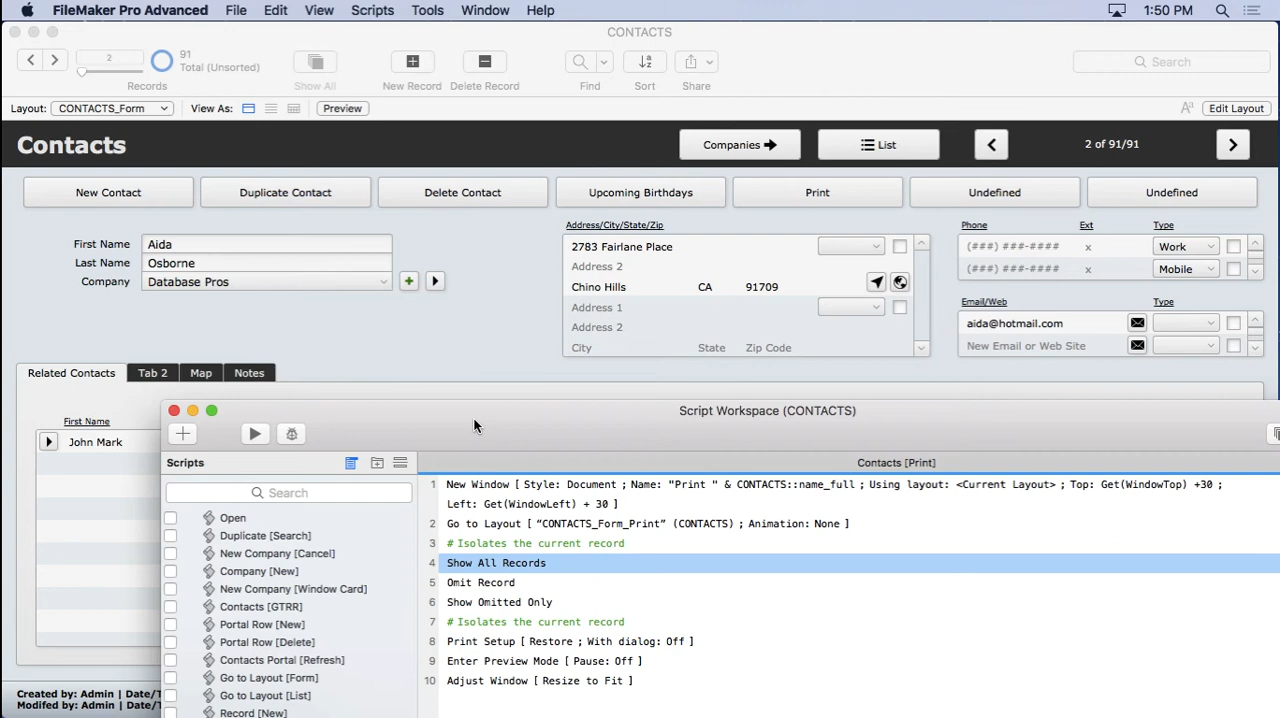 FileMaker Pro Advanced File Edit View Scripts Tools Window Help 1:50 PM
CONTACTS
2 91
Total (Unsorted)
Search
Records Show All New Record Delete Record Find Sort Share
Layout: CONTACTS_Form View As: Preview Aa Edit Layout
Contacts Companies List 2 of 91/91
New Contact Duplicate Contact Delete Contact Upcoming Birthdays Print Undefined Undefined
Address/City/State/Zip Phone Ext Type
First Name Aida 2783 Fairlane Place (###) ###-#### x Work
Last Name Osborne Address 2 (###) ###-#### x Mobile
Company Database Pros Chino Hills CA 91709
Address 1 Email/Web Type
Address 2 aida@hotmail.com
City State Zip Code New Email or Web Site
Related Contacts Tab 2 Map Notes
First Name
John Mark
Created by: Admin | Date/T
Modifed by: Admin | Date/T
Script Workspace (CONTACTS)
Scripts
Search
Open
Duplicate [Search]
New Company [Cancel]
Company [New]
New Company [Window Card]
Contacts [GTRR]
Portal Row [New]
Portal Row [Delete]
Contacts Portal [Refresh]
Go to Layout [Form]
Go to Layout [List]
Record [New]
Contacts [Print]
1 New Window [ Style: Document ; Name: "Print " & CONTACTS::name_full ; Using layout: <Current Layout> ; Top: Get(WindowTop) +30 ;
Left: Get(WindowLeft) + 30 ]
2 Go to Layout [ “CONTACTS_Form_Print” (CONTACTS) ; Animation: None ]
3 # Isolates the current record
4 Show All Records
5 Omit Record
6 Show Omitted Only
7 # Isolates the current record
8 Print Setup [ Restore ; With dialog: Off ]
9 Enter Preview Mode [ Pause: Off ]
10 Adjust Window [ Resize to Fit ]